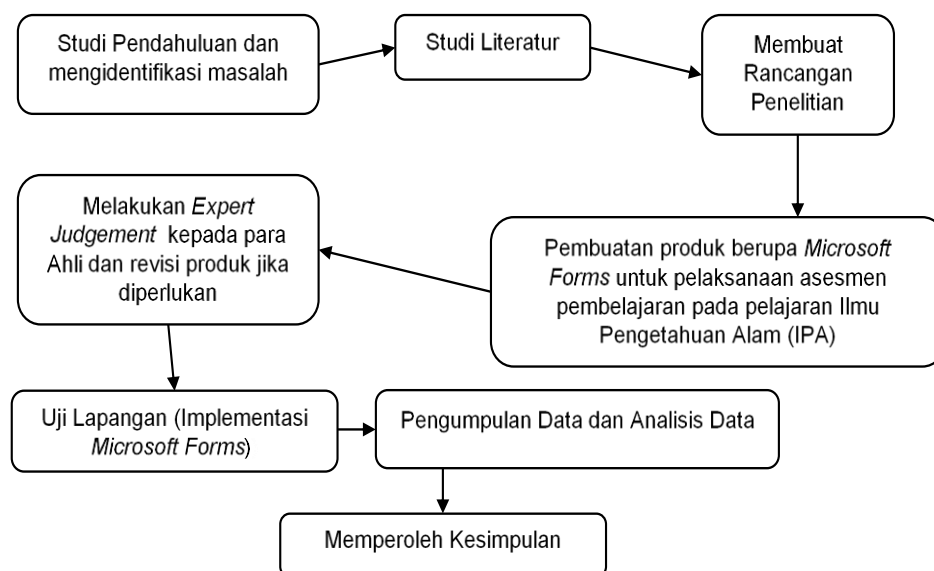 Studi Pendahuluan dan
mengidentifikasi masalah
Studi Literatur
Membuat
Rancangan
Penelitian
Pembuatan produk berupa Microsoft
Forms untuk pelaksanaan asesmen
pembelajaran pada pelajaran Ilmu
Pengetahuan Alam (IPA)
Melakukan Expert
Judgement kepada para
Ahli dan revisi produk jika
diperlukan
Uji Lapangan (Implementasi
Microsoft Forms)
Pengumpulan Data dan Analisis Data
Memperoleh Kesimpulan